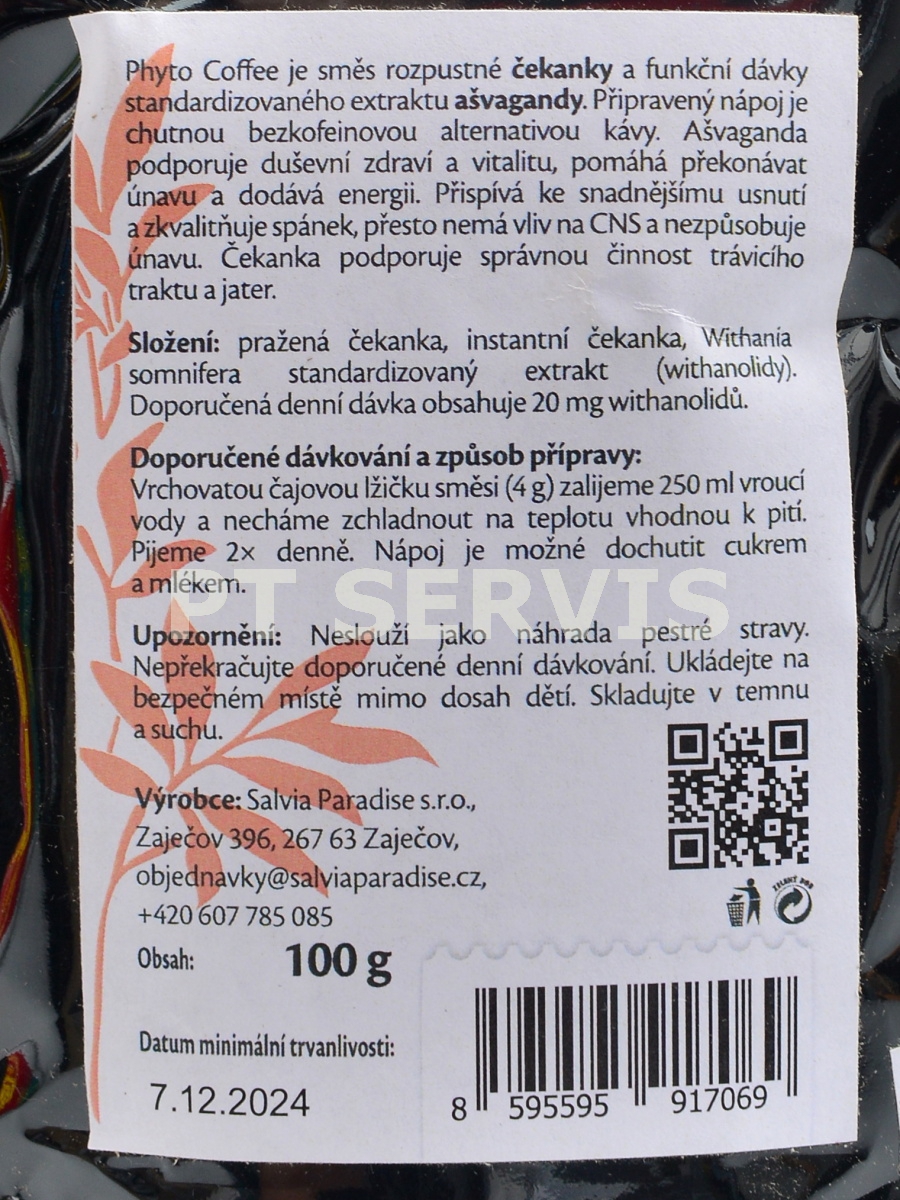 Phyto Coffee je směs rozpustné čekanky a funkční dávky
standardizovaného extraktu ašvagandy. Připravený nápoj je
chutnou bezkofeinovou alternativou kávy. Ašvaganda
podporuje duševní zdraví a vitalitu, pomáhá překonávat
únavu a dodává energii. Přispívá ke snadnějšímu usnutí
a zkvalitňuje spánek, přesto nemá vliv na CNS a nezpůsobuje
únavu. Čekanka podporuje správnou činnost trávicího
traktu a jater.
Složení: pražená čekanka, instantní čekanka, Withania
somnifera standardizovaný extrakt (withanolidy).
Doporučená denní dávka obsahuje 20 mg withanolidů.
Doporučené dávkování a způsob přípravy:
Vrchovatou čajovou lžičku směsi (4 g) zalijeme 250 ml vroucí
vody a necháme zchladnout na teplotu vhodnou k pití.
Pijeme 2× denně. Nápoj je možné dochutit cukrem
a mlékem.
PT SERVIS
Upozornění: Neslouží jako náhrada pestré stravy.
Nepřekračujte doporučené denní dávkování. Ukládejte na
bezpečném místě mimo dosah dětí. Skladujte v temnu
a suchu.
Výrobce: Salvia Paradise s.r.o.,
Zaječov 396, 267 63 Zaječov,
objednavky@salviaparadise.cz,
+420 607 785 085
ZELENÝ BOD
Obsah: 100 g
Datum minimální trvanlivosti:
7.12.2024
8 595595 917069